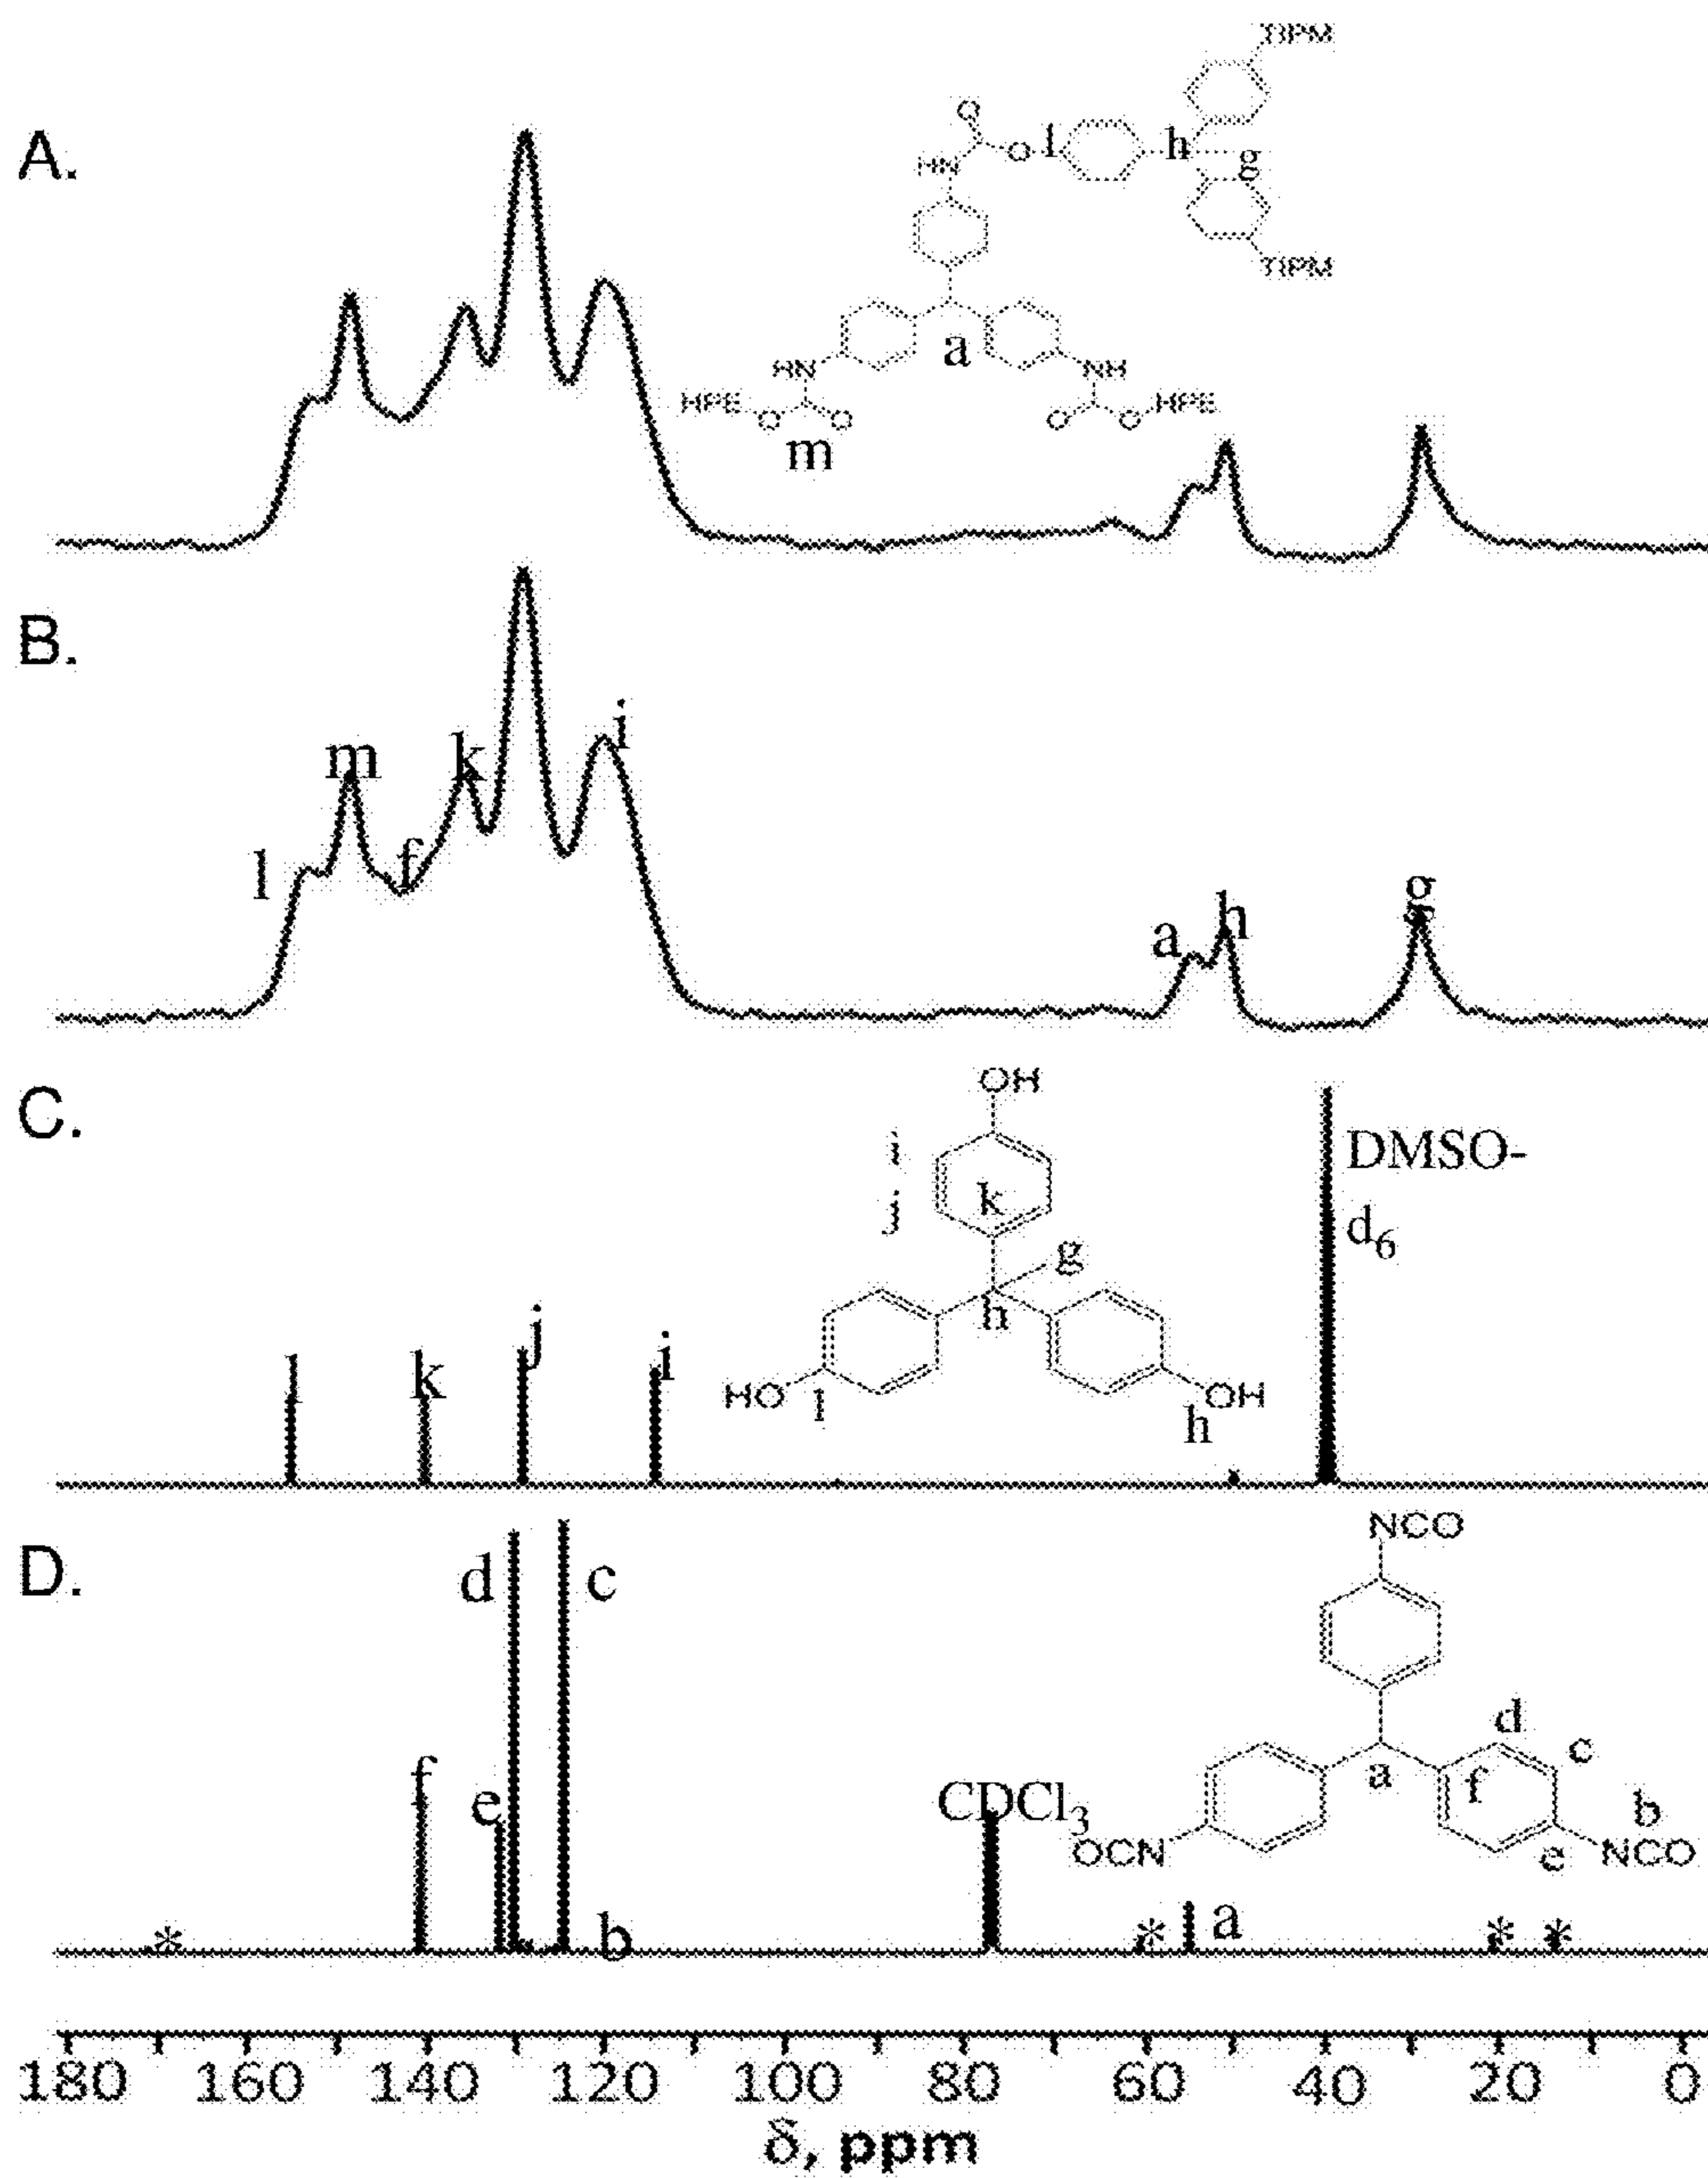 A.
TIPM
O
HN
O
l
h
g
TIPM
a
HN
NH
HPE
O
O
O
O
HPE
m
B.
l
m
f
k
i
a
h
g
C.
OH
i
j
k
g
h
HO
l
OH
h
l
k
j
i
DMSO-
d6
D.
NCO
d
c
f
e
b
CDCl3
d
c
a
f
b
OCN
e
NCO
*
*
a
*
*
180 160 140 120 100 80 60 40 20 0
δ, ppm